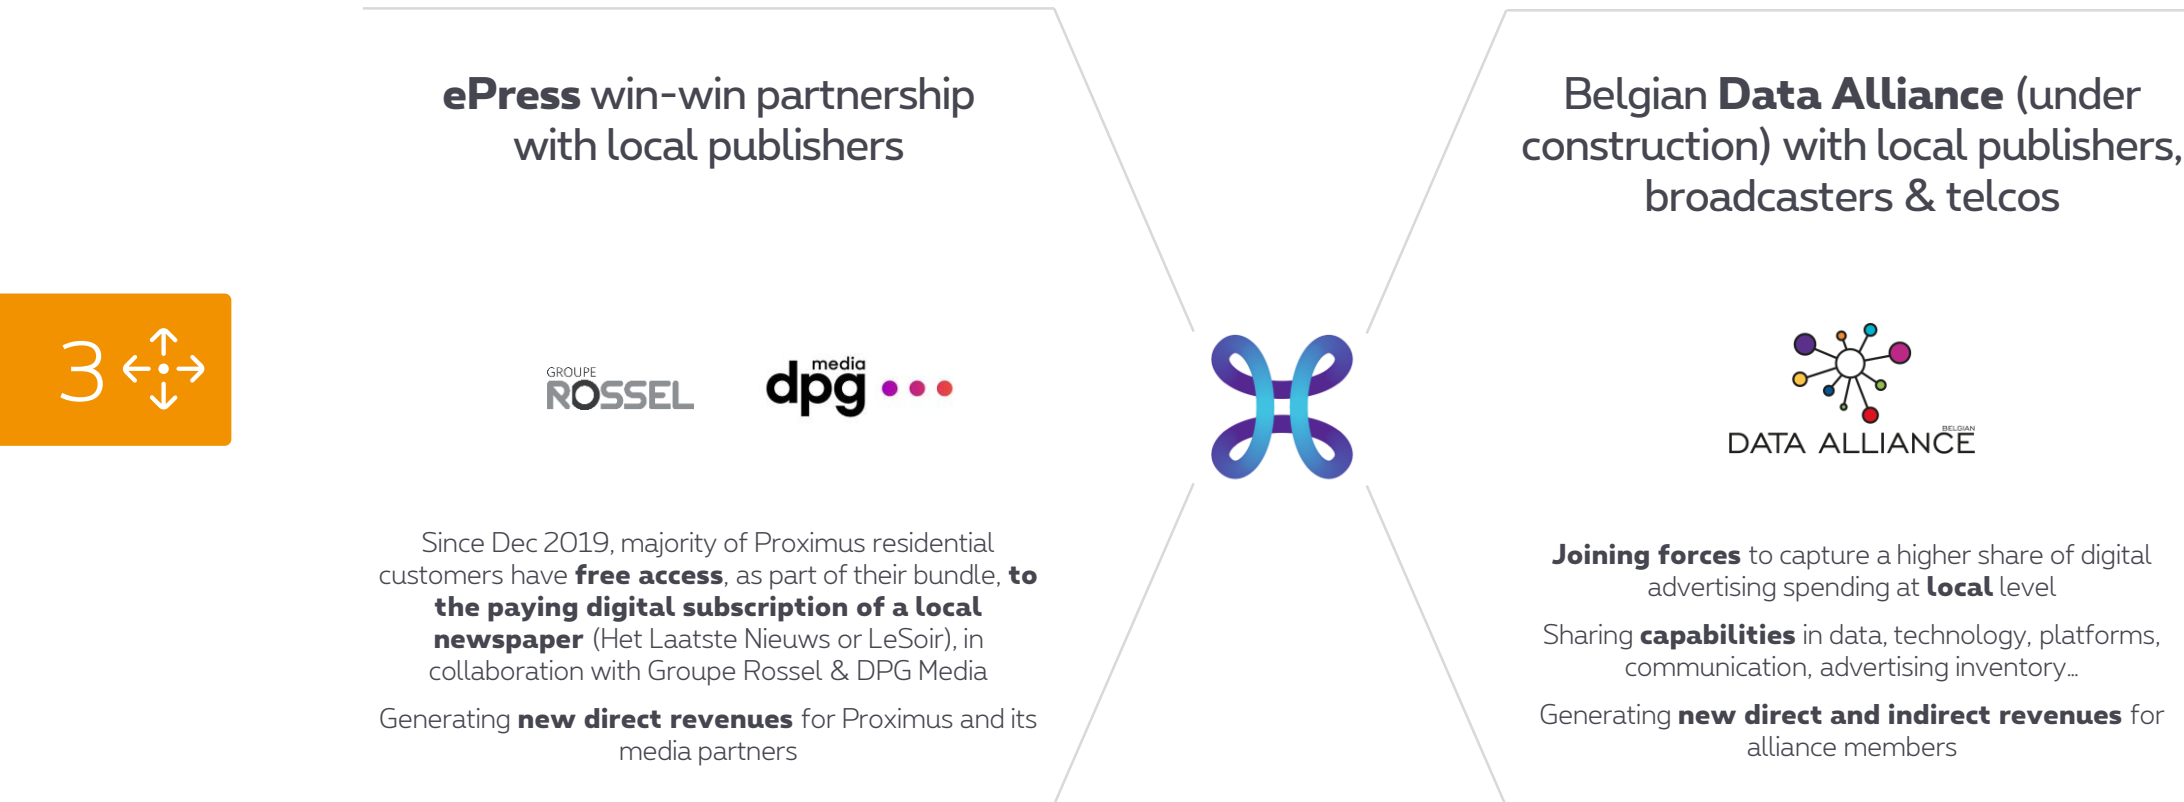 ePress win-win partnership
with local publishers
Belgian Data Alliance (under
construction) with local publishers,
broadcasters & telcos
3
GROUPE
ROSSEL
media
dpg
BELGIAN
DATA ALLIANCE
Since Dec 2019, majority of Proximus residential
customers have free access, as part of their bundle, to
the paying digital subscription of a local
newspaper (Het Laatste Nieuws or LeSoir), in
collaboration with Groupe Rossel & DPG Media
Generating new direct revenues for Proximus and its
media partners
Joining forces to capture a higher share of digital
advertising spending at local level
Sharing capabilities in data, technology, platforms,
communication, advertising inventory…
Generating new direct and indirect revenues for
alliance members